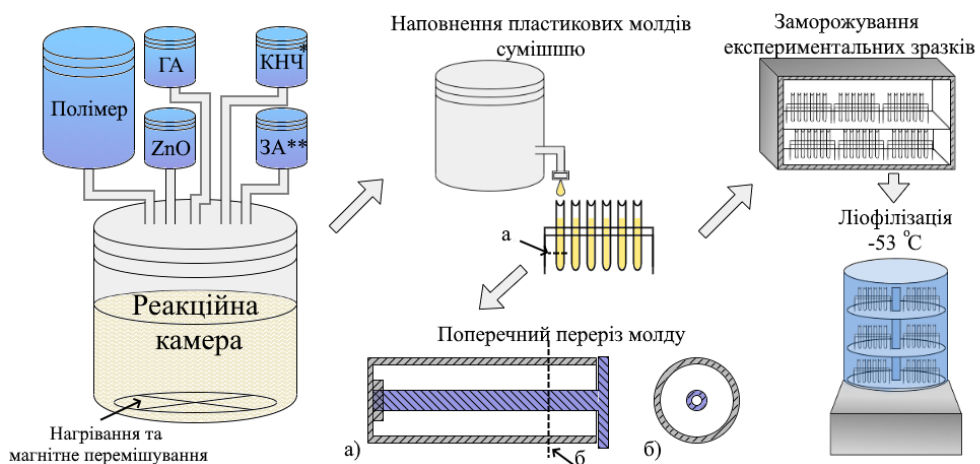 Полімер
ГА
КНЧ*
ZnO
ЗА**
Реакційна
камера
Нагрівання та
магнітне перемішування
Наповнення пластикових молдів
сумішшю
а
Поперечний переріз молду
а)
б
б)
Заморожування
експериментальних зразків
Ліофілізація
-53 °C